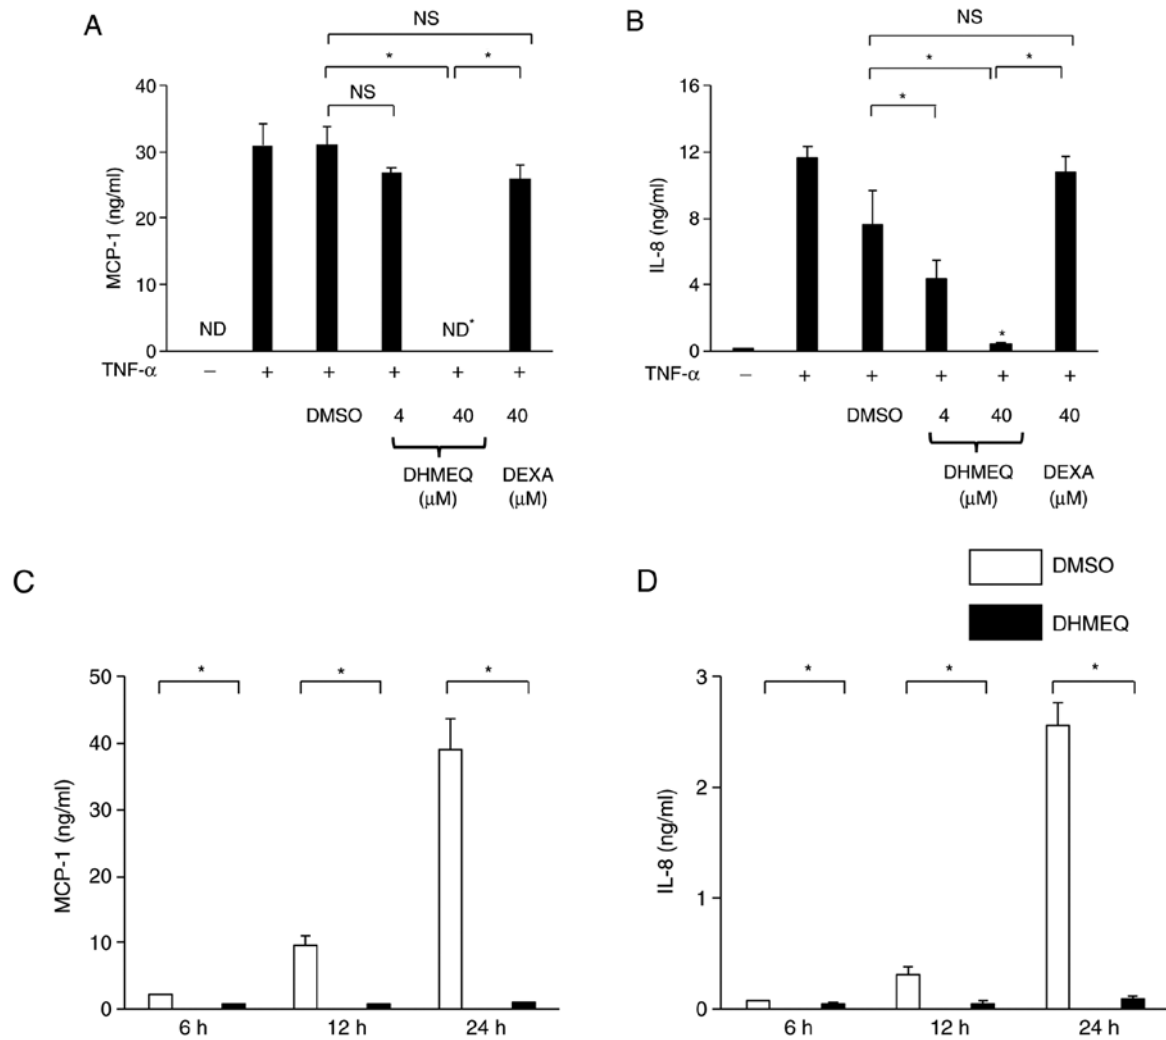 A
NS
*
*
NS
40
30
20
10
0
MCP-1 (ng/ml)
ND
ND*
TNF-α − + + + + +
DMSO 4 40 40
DHMEQ DEXA
(μM) (μM)
B
NS
*
*
*
16
12
8
4
0
IL-8 (ng/ml)
*
TNF-α − + + + + +
DMSO 4 40 40
DHMEQ DEXA
(μM) (μM)
C
* * *
50
40
30
20
10
0
MCP-1 (ng/ml)
6 h 12 h 24 h
D
DMSO
DHMEQ
* * *
3
2
1
0
IL-8 (ng/ml)
6 h 12 h 24 h